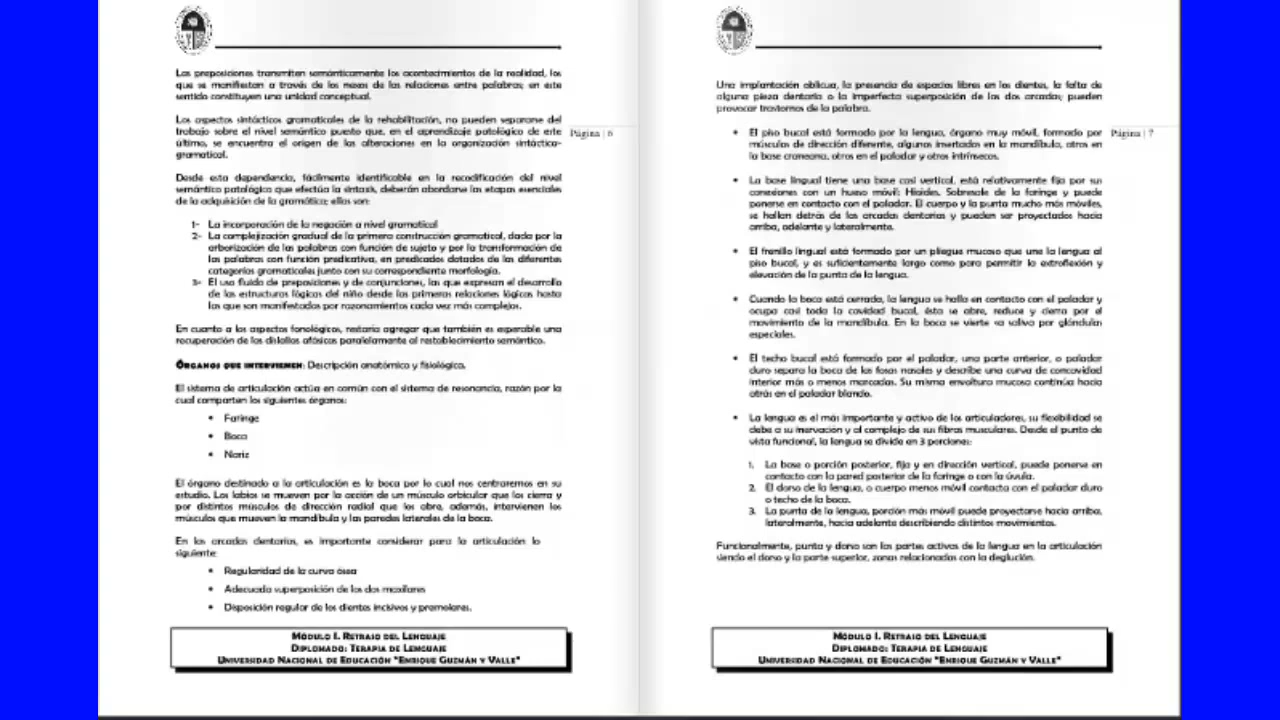 Las preposiciones transmiten semánticamente los acontecimientos de la realidad, los
que se manifiestan a través de los nexos de las relaciones entre palabras; en este
sentido constituyen una unidad conceptual.
Los aspectos sintácticos gramaticales de la rehabilitación, no pueden separarse del
trabajo sobre el nivel semántico puesto que, en el aprendizaje patológico de este
último, se encuentra el origen de las alteraciones en la organización sintáctica-
gramatical.
Página | 6
Desde esta dependencia, fácilmente identificable en la recodificación del nivel
semántico patológico que efectúa la síntesis, deberán abordarse las etapas esenciales
de la adquisición de la gramática; ellas son:
1- La incorporación de la negación a nivel gramatical
2- La complejización gradual de la primera construcción gramatical, dada por la
arborización de las palabras con función de sujeto y por la transformación de
las palabras con función predicativa, en predicados dotados de las diferentes
categorías gramaticales junto con su correspondiente morfología.
3- El uso fluido de preposiciones y de conjunciones, las que expresan el desarrollo
de las estructuras lógicas del niño desde las primeras relaciones lógicas hasta
las que son manifestadas por razonamientos cada vez más complejos.
En cuanto a los aspectos fonológicos, restaría agregar que también es esperable una
recuperación de las dislalias afásicas paralelamente al restablecimiento semántico.
ÓRGANOS QUE INTERVIENEN: Descripción anatómica y fisiológica.
El sistema de articulación actúa en común con el sistema de resonancia, razón por la
cual comparten los siguientes órganos:
• Faringe
• Boca
• Nariz
El órgano destinado a la articulación es la boca por lo cual nos centraremos en su
estudio. Los labios se mueven por la acción de un músculo orbicular que los cierra y
por distintos músculos de dirección radial que los abre, además, intervienen los
músculos que mueven la mandíbula y las paredes laterales de la boca.
En las arcadas dentarias, es importante considerar para la articulación lo
siguiente:
• Regularidad de la curva ósea
• Adecuada superposición de los dos maxilares
• Disposición regular de los dientes incisivos y premolares.
MÓDULO I. RETRAJO DEL LENGUAJE
DIPLOMADO: TERAPIA DE LENGUAJE
UNIVERSIDAD NACIONAL DE EDUCACIÓN "ENRIQUE GUZMÁN Y VALLE"
Una implantación oblicua, la presencia de espacios libres en los dientes, la falta de
alguna pieza dentaria o la imperfecta superposición de las dos arcadas; pueden
provocar trastornos de la palabra.
• El piso bucal está formado por la lengua, órgano muy móvil, formado por
músculos de dirección diferente, algunos insertados en la mandíbula, otros en
la base craneana, otros en el paladar y otros intrínsecos.
Página | 7
• La base lingual tiene una base casi vertical, está relativamente fija por sus
conexiones con un hueso móvil: Hioides. Sobresale de la faringe y puede
ponerse en contacto con el paladar. El cuerpo y la punta mucho más móviles,
se hallan detrás de las arcadas dentarias y pueden ser proyectados hacia
arriba, adelante y lateralmente.
• El frenillo lingual está formado por un pliegue mucoso que une la lengua al
piso bucal, y es suficientemente largo como para permitir la extroflexión y
elevación de la punta de la lengua.
• Cuando la boca está cerrada, la lengua se halla en contacto con el paladar y
ocupa casi toda la cavidad bucal, ésta se abre, reduce y cierra por el
movimiento de la mandíbula. En la boca se vierte sa saliva por glándulas
especiales.
• El techo bucal está formado por el paladar, una parte anterior, o paladar
duro separa la boca de las fosas nasales y describe una curva de concavidad
interior más o menos marcadas. Su misma envoltura mucosa continúa hacia
atrás en el paladar blando.
• La lengua es el más importante y activo de los articuladores, su flexibilidad se
debe a su inervación y al complejo de sus fibras musculares. Desde el punto de
vista funcional, la lengua se divide en 3 porciones:
1. La base o porción posterior, fija y en dirección vertical, puede ponerse en
contacto con la pared posterior de la faringe o con la úvula.
2. El dorso de la lengua, o cuerpo menos móvil contacta con el paladar duro
o techo de la boca.
3. La punta de la lengua, porción más móvil puede proyectarse hacia arriba,
lateralmente, hacia adelante describiendo distintos movimientos.
Funcionalmente, punta y dorso son las partes activas de la lengua en la articulación
siendo el dorso y la parte superior, zonas relacionadas con la deglución.
MÓDULO I. RETRAJO DEL LENGUAJE
DIPLOMADO: TERAPIA DE LENGUAJE
UNIVERSIDAD NACIONAL DE EDUCACIÓN "ENRIQUE GUZMÁN Y VALLE"